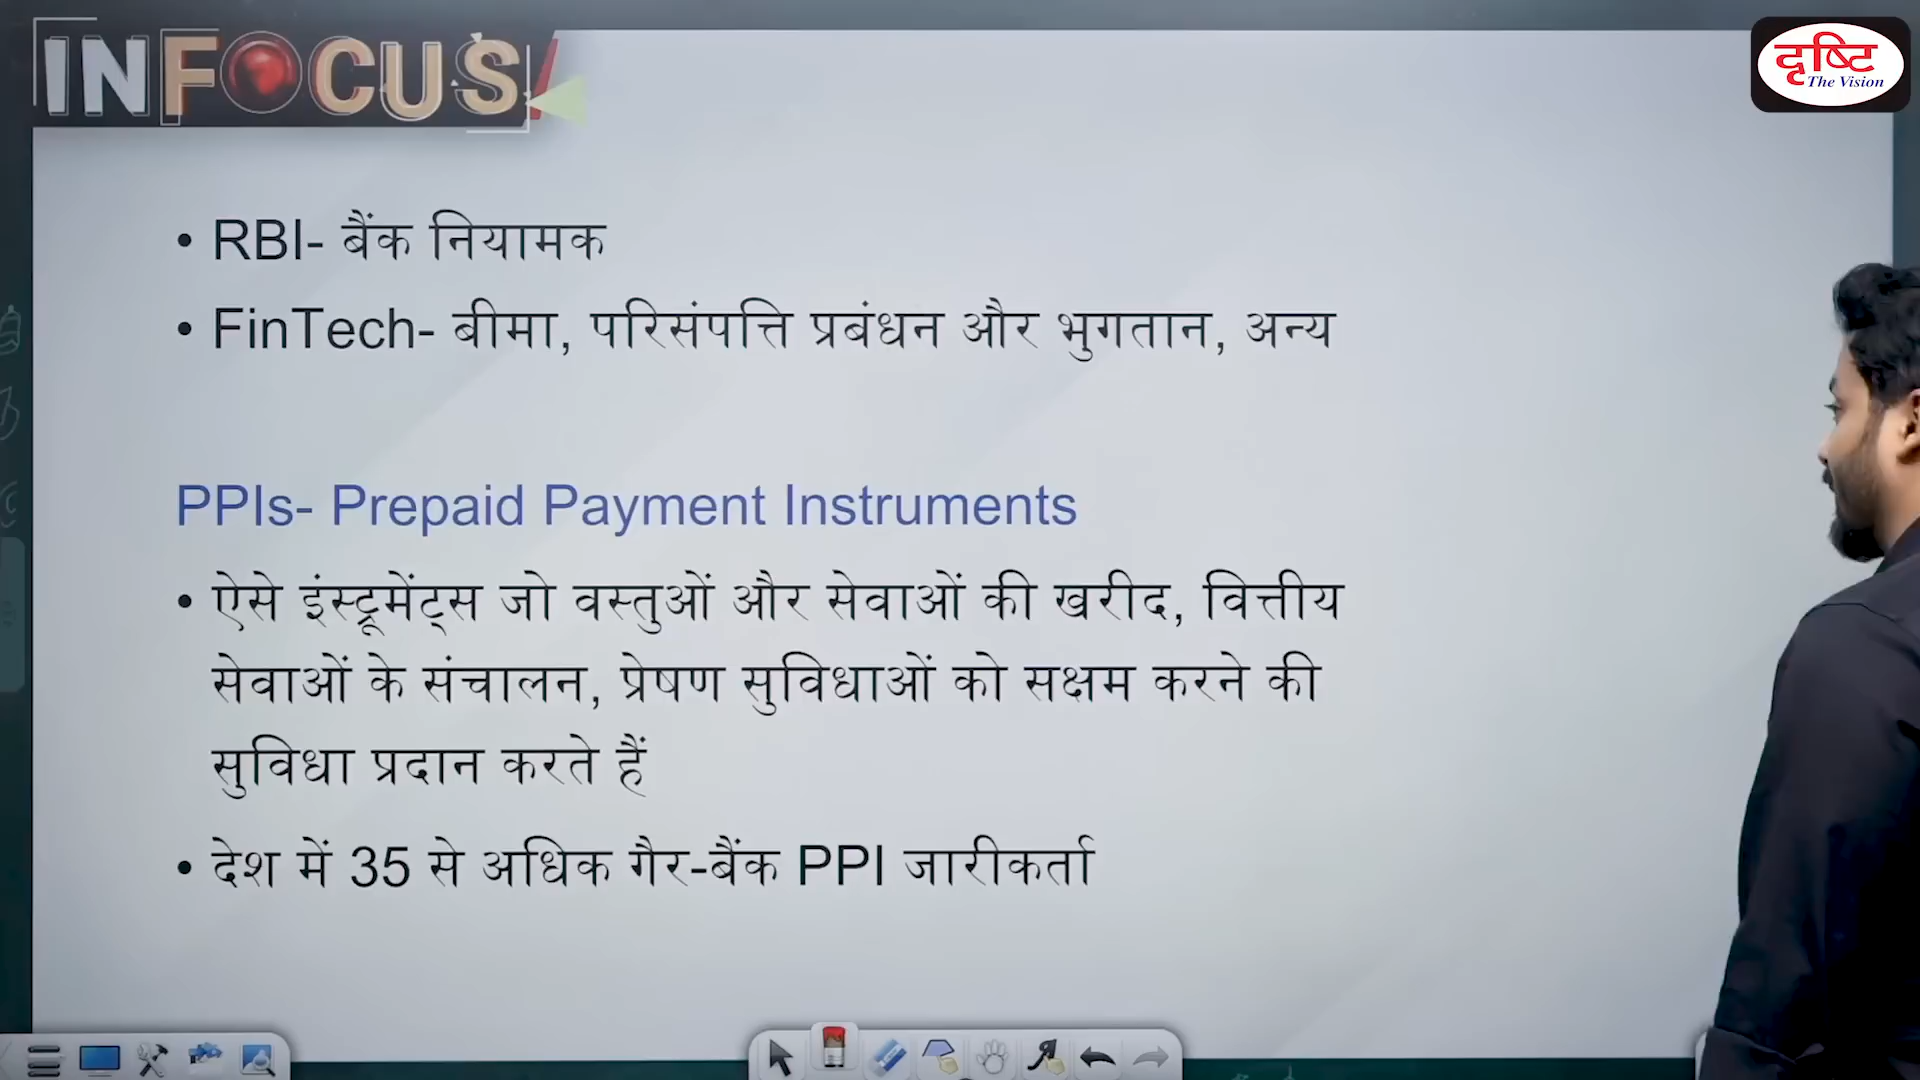 INFOCUS
दृष्टि
The Vision
• RBI- बैंक नियामक
• FinTech- बीमा, परिसंपत्ति प्रबंधन और भुगतान, अन्य
PPIs- Prepaid Payment Instruments
• ऐसे इंस्ट्रूमेंट्स जो वस्तुओं और सेवाओं की खरीद, वित्तीय
सेवाओं के संचालन, प्रेषण सुविधाओं को सक्षम करने की
सुविधा प्रदान करते हैं
• देश में 35 से अधिक गैर-बैंक PPI जारीकर्ता